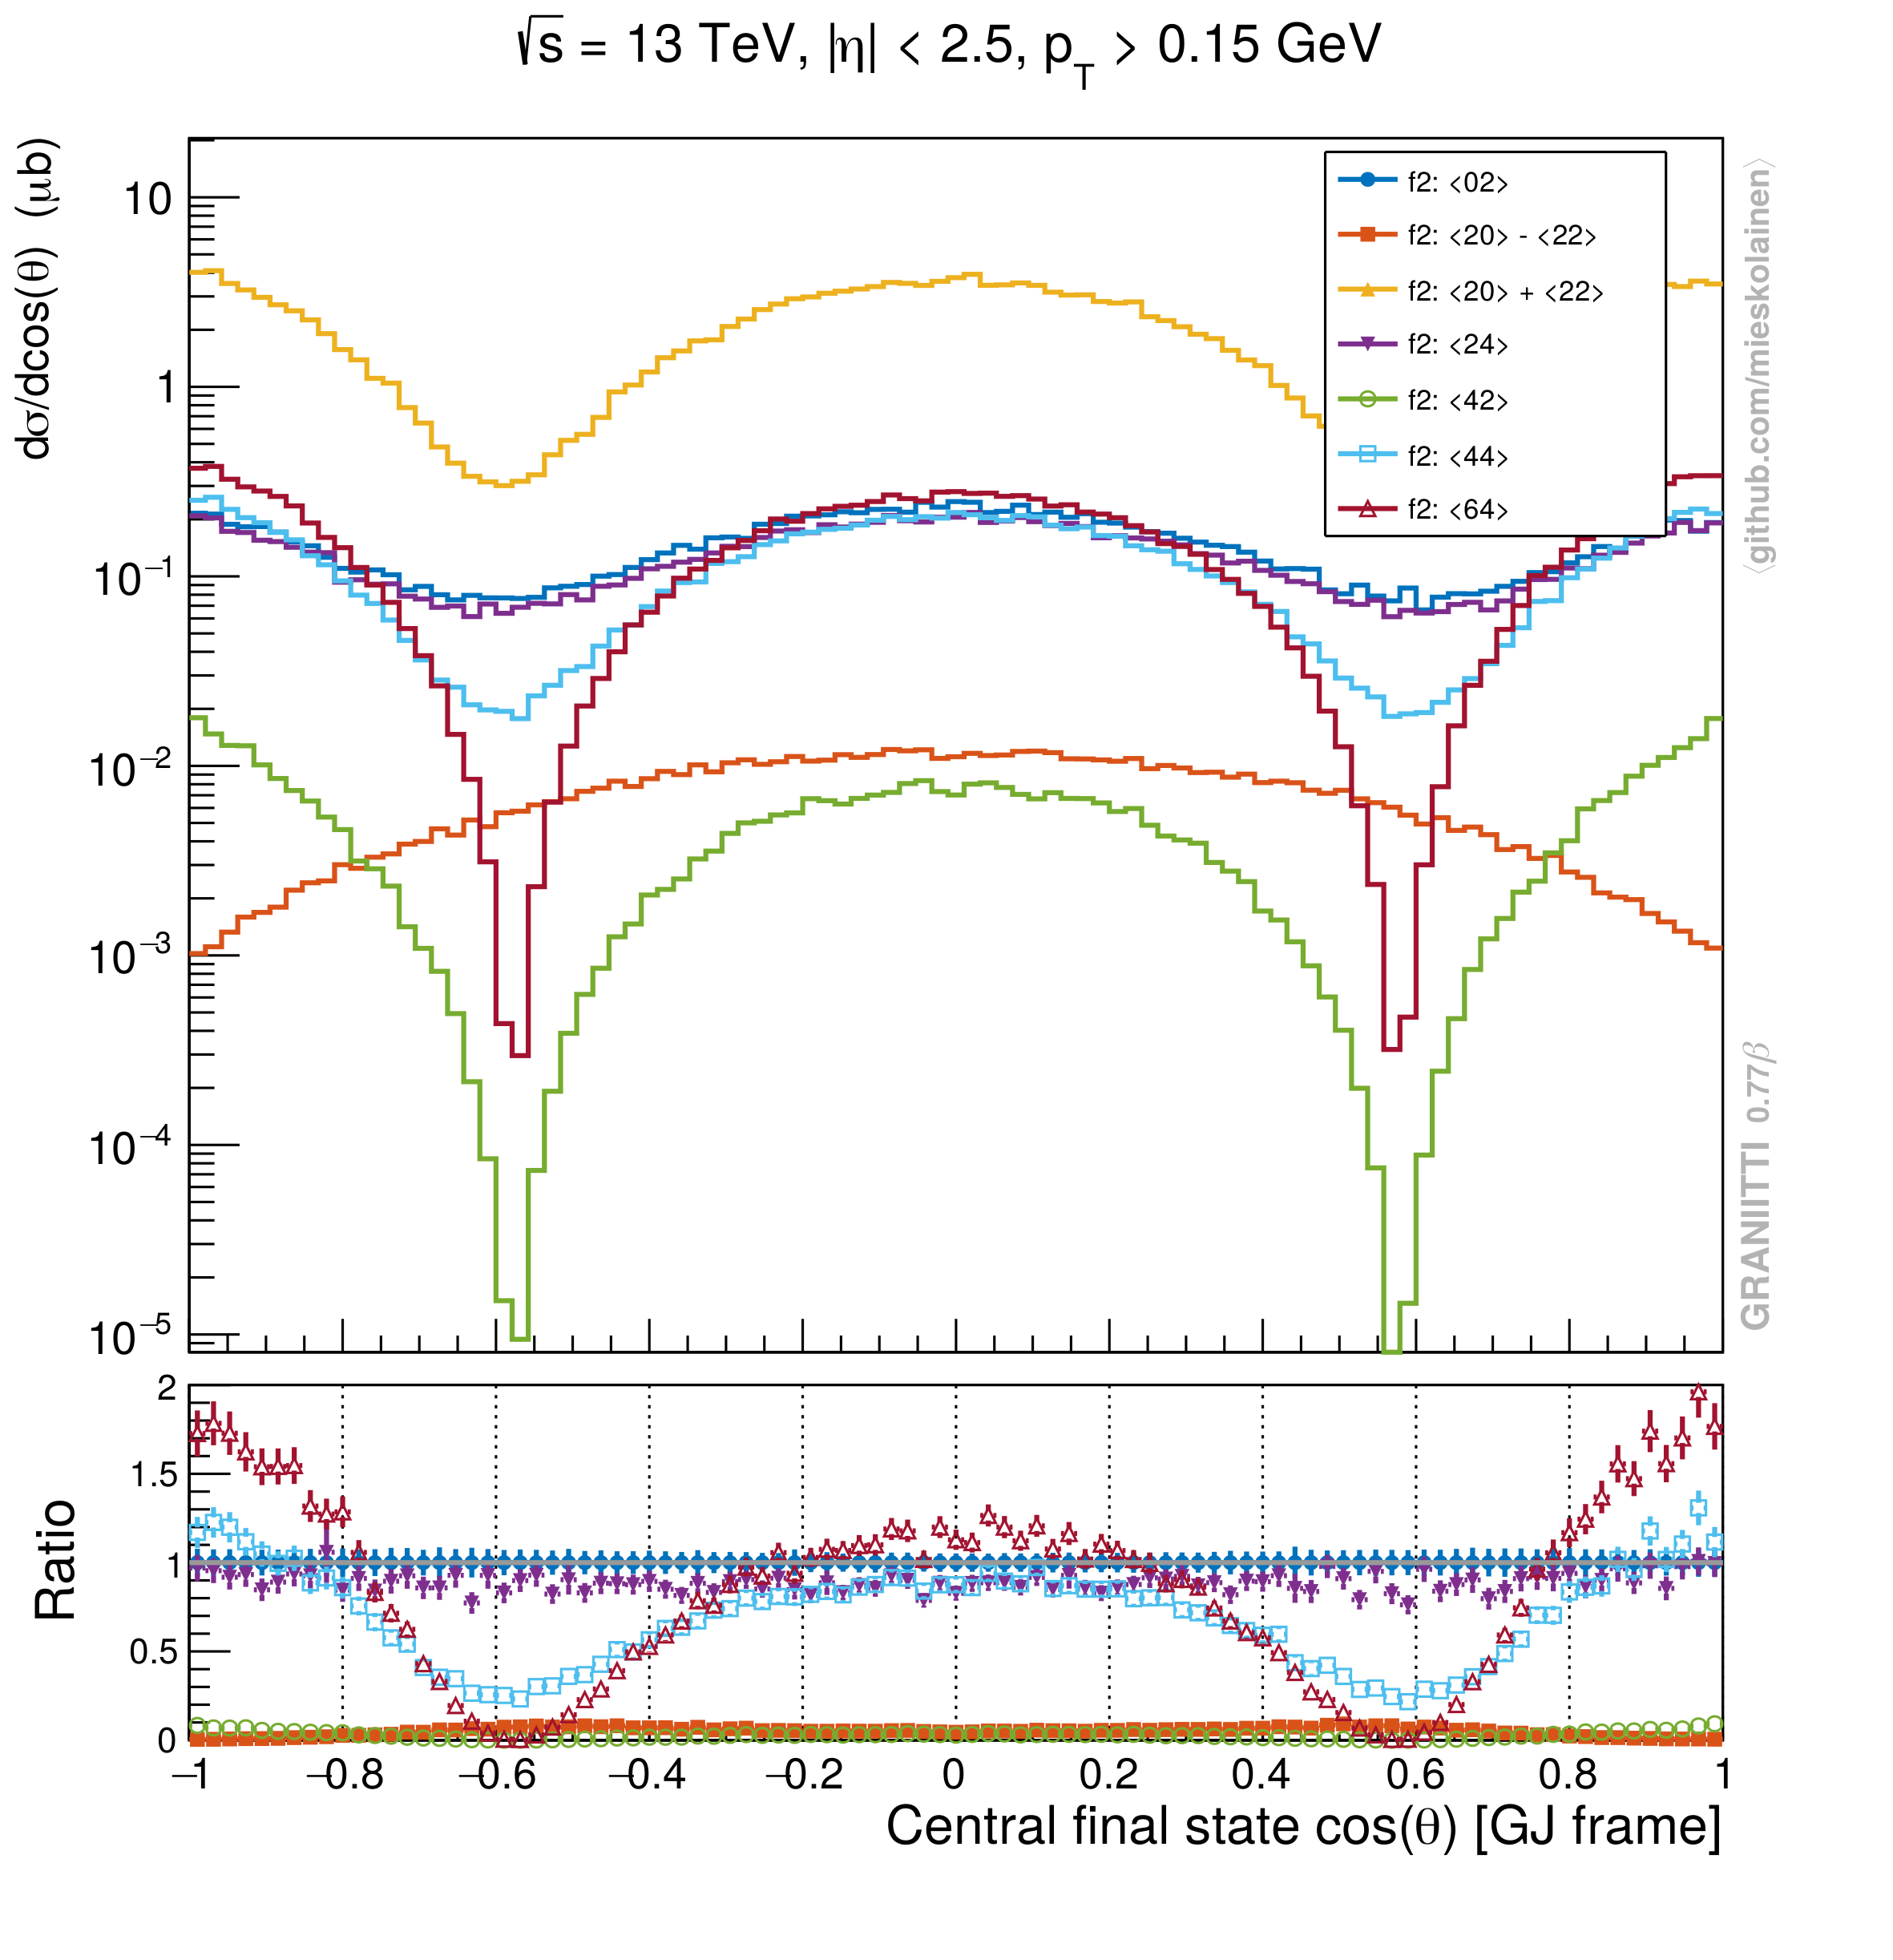 √s = 13 TeV, |η| < 2.5, p_T > 0.15 GeV
dσ/dcos(θ) (μb)
10
1
10⁻¹
10⁻²
10⁻³
10⁻⁴
10⁻⁵
f2: <02>
f2: <20> - <22>
f2: <20> + <22>
f2: <24>
f2: <42>
f2: <44>
f2: <64>
⟨github.com/mieskolainen⟩
GRANIITTI 0.77β
Ratio
2
1.5
1
0.5
0
−1 −0.8 −0.6 −0.4 −0.2 0 0.2 0.4 0.6 0.8 1
Central final state cos(θ) [GJ frame]